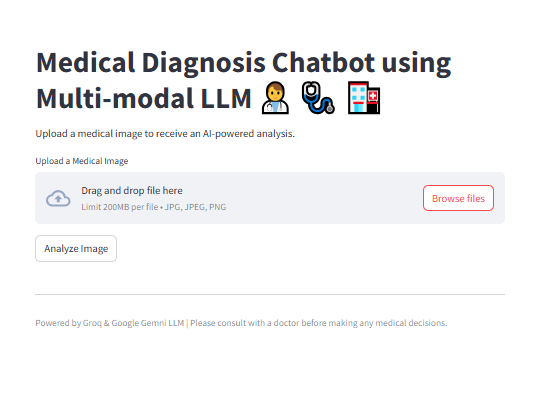 Medical Diagnosis Chatbot using
Multi-modal LLM 👨‍⚕️ 🩺 🏥
Upload a medical image to receive an AI-powered analysis.
Upload a Medical Image
Drag and drop file here
Limit 200MB per file • JPG, JPEG, PNG
Browse files
Analyze Image
Powered by Groq & Google Gemni LLM | Please consult with a doctor before making any medical decisions.